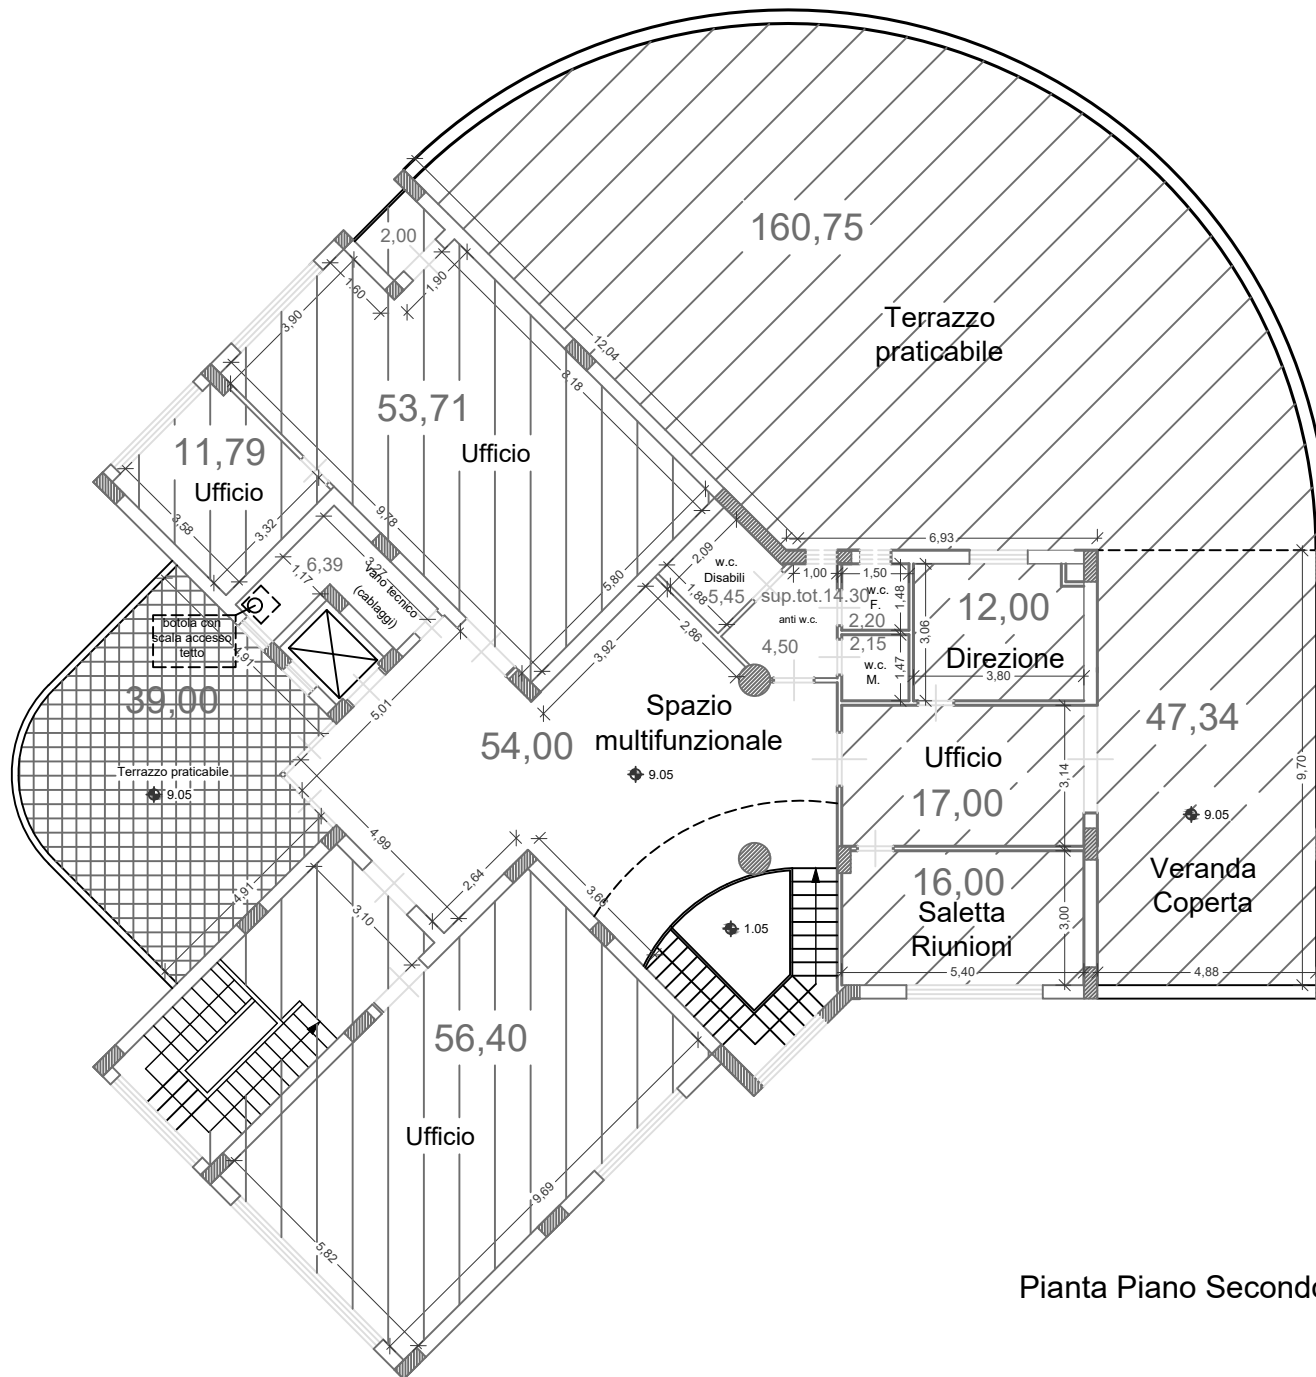 160,75
Terrazzo
praticabile
2,00
1,60
1,90
3,90
12,04
8,18
53,71
Ufficio
11,79
Ufficio
3,58
3,32
9,78
5,80
6,39
1,17
3,27
vano tecnico
(cablaggi)
botola con
scala accesso
tetto
4,91
39,00
Terrazzo praticabile
9.05
5,01
3,92
2,86
2,09
w.c.
Disabili
1,88
5,45
sup.tot.14.30
anti w.c.
4,50
1,00
1,50
6,93
w.c.
F.
1,48
2,20
2,15
w.c.
M.
1,47
3,06
12,00
Direzione
3,80
54,00
Spazio
multifunzionale
9.05
Ufficio
17,00
3,14
47,34
9.05
9,70
Veranda
Coperta
4,88
16,00
Saletta
Riunioni
3,00
5,40
4,99
2,64
3,66
1.05
4,91
3,10
56,40
Ufficio
9,69
5,82
Pianta Piano Secondo